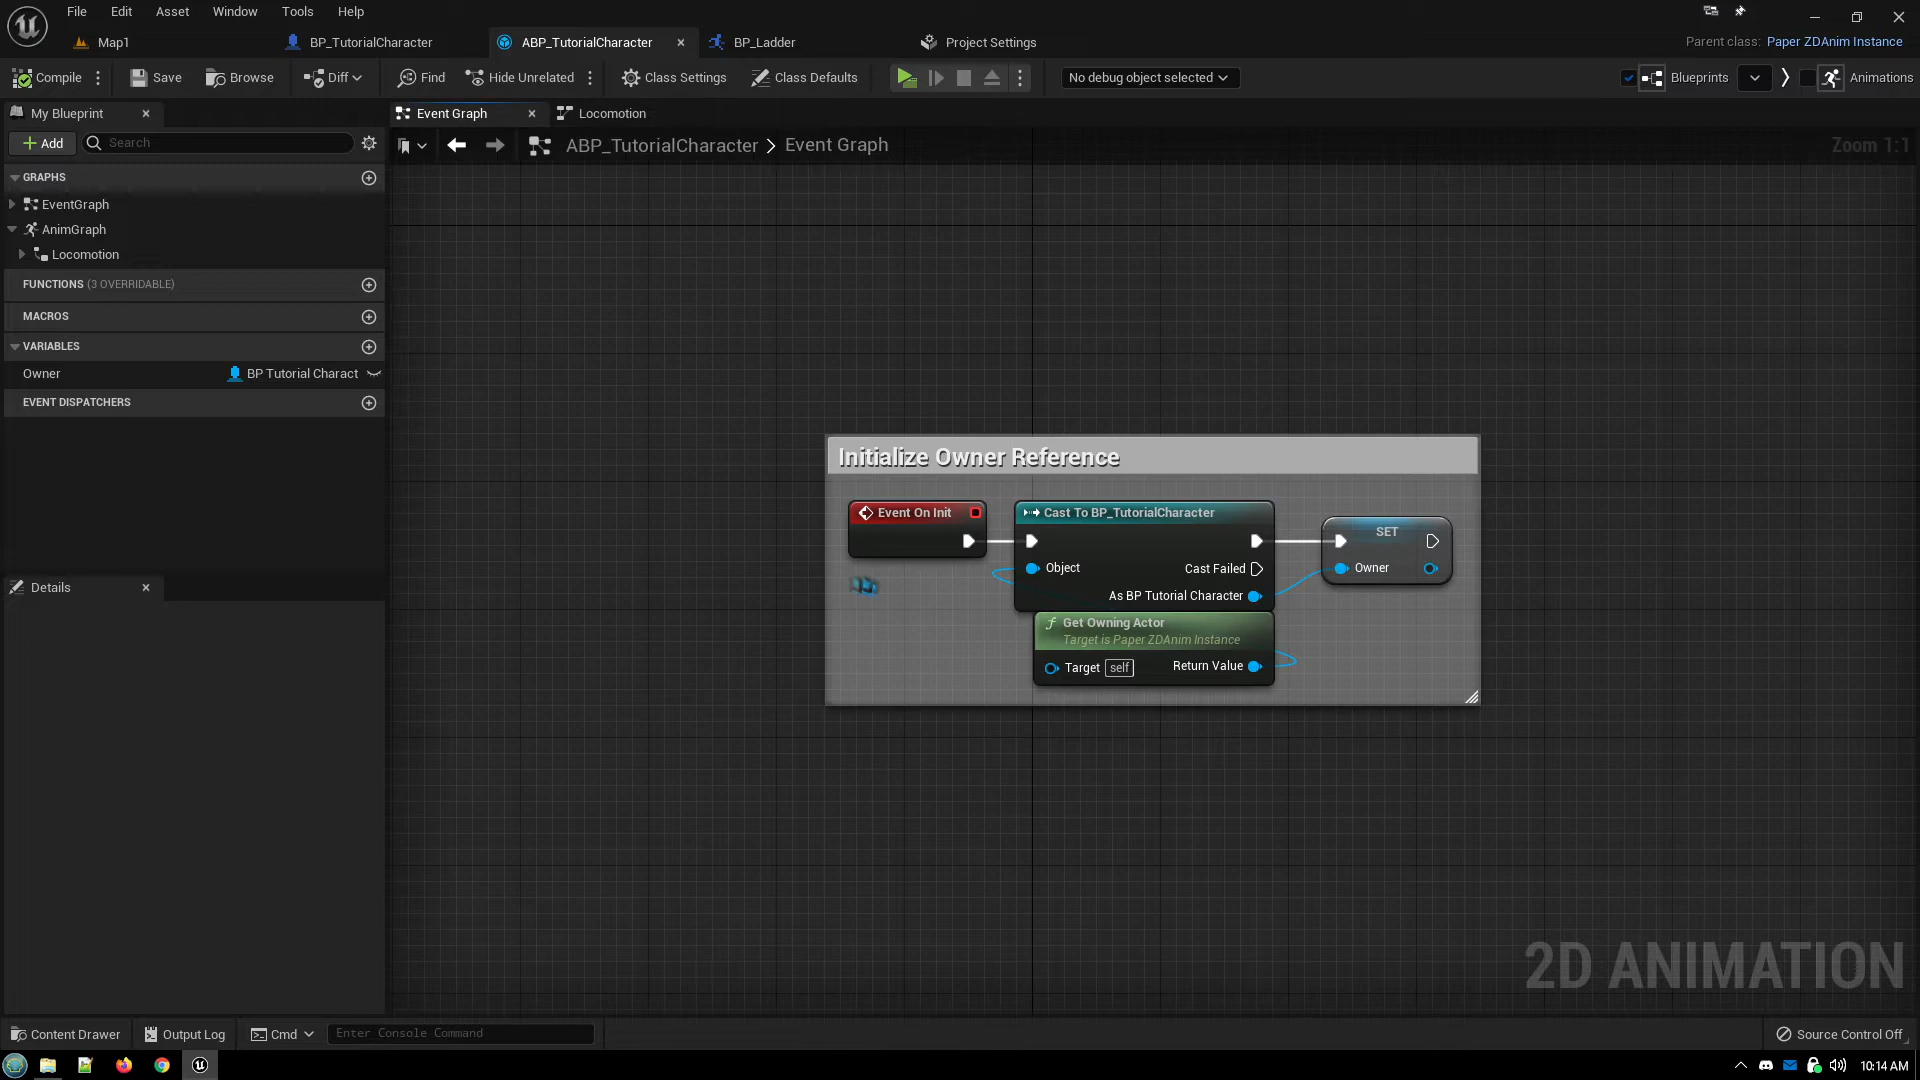 File Edit Asset Window Tools Help
Map1 BP_TutorialCharacter ABP_TutorialCharacter BP_Ladder Project Settings
Parent class: Paper ZDAnim Instance
Compile Save Browse Diff Find Hide Unrelated Class Settings Class Defaults No debug object selected Blueprints Animations
My Blueprint
Event Graph Locomotion
Add Search
ABP_TutorialCharacter > Event Graph
Zoom 1:1
GRAPHS
EventGraph
AnimGraph
Locomotion
FUNCTIONS (3 OVERRIDABLE)
MACROS
VARIABLES
Owner BP Tutorial Charact
EVENT DISPATCHERS
Initialize Owner Reference
Event On Init
Cast To BP_TutorialCharacter
Object
Cast Failed
As BP Tutorial Character
SET
Owner
Get Owning Actor
Target is Paper ZDAnim Instance
Target self Return Value
Details
2D ANIMATION
Content Drawer Output Log Cmd Enter Console Command Source Control Off
10:14 AM